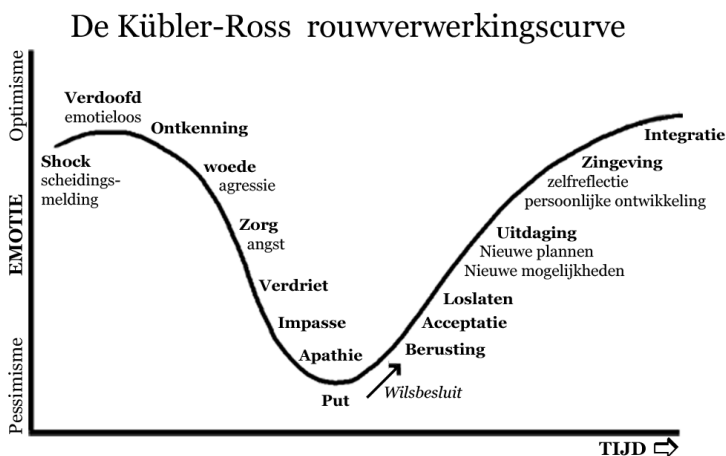 De Kübler-Ross rouwverwerkingscurve
Optimisme
EMOTIE
Pessimisme
Shock
scheidings-
melding
Verdoofd
emotieloos
Ontkenning
woede
agressie
Zorg
angst
Verdriet
Impasse
Apathie
Put
Wilsbesluit
Berusting
Acceptatie
Loslaten
Uitdaging
Nieuwe plannen
Nieuwe mogelijkheden
Zingeving
zelfreflectie
persoonlijke ontwikkeling
Integratie
TIJD